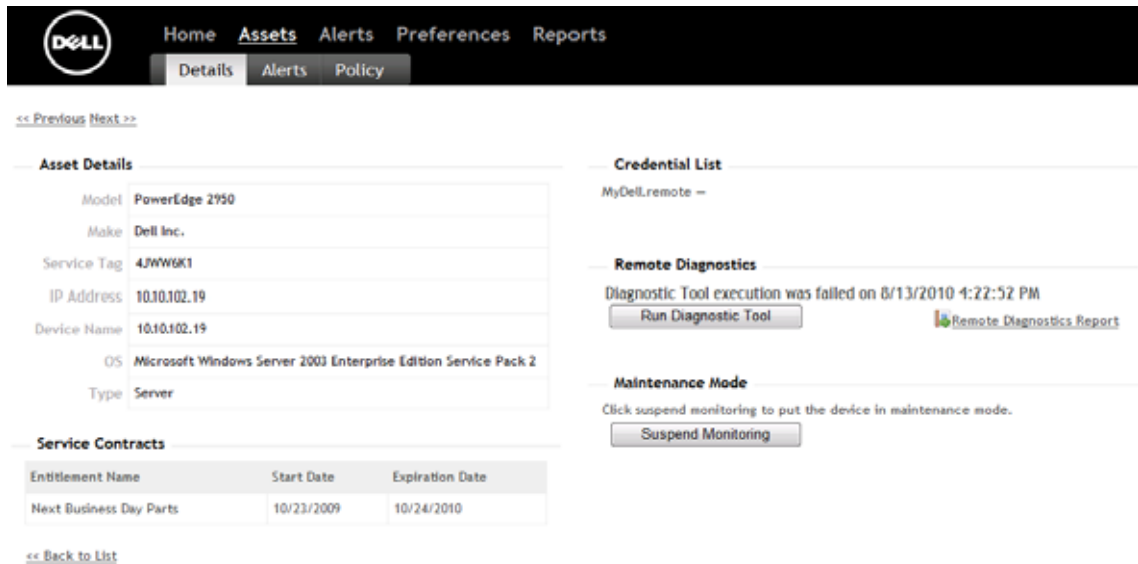 DELL
Home Assets Alerts Preferences Reports
Details Alerts Policy
<< Previous Next >>
Asset Details
Model PowerEdge 2950
Make Dell Inc.
Service Tag 4JWW6K1
IP Address 10.10.102.19
Device Name 10.10.102.19
OS Microsoft Windows Server 2003 Enterprise Edition Service Pack 2
Type Server
Service Contracts
Entitlement Name Start Date Expiration Date
Next Business Day Parts 10/23/2009 10/24/2010
<< Back to List
Credential List
MyDell.remote —
Remote Diagnostics
Diagnostic Tool execution was failed on 8/13/2010 4:22:52 PM
Run Diagnostic Tool
Remote Diagnostics Report
Maintenance Mode
Click suspend monitoring to put the device in maintenance mode.
Suspend Monitoring